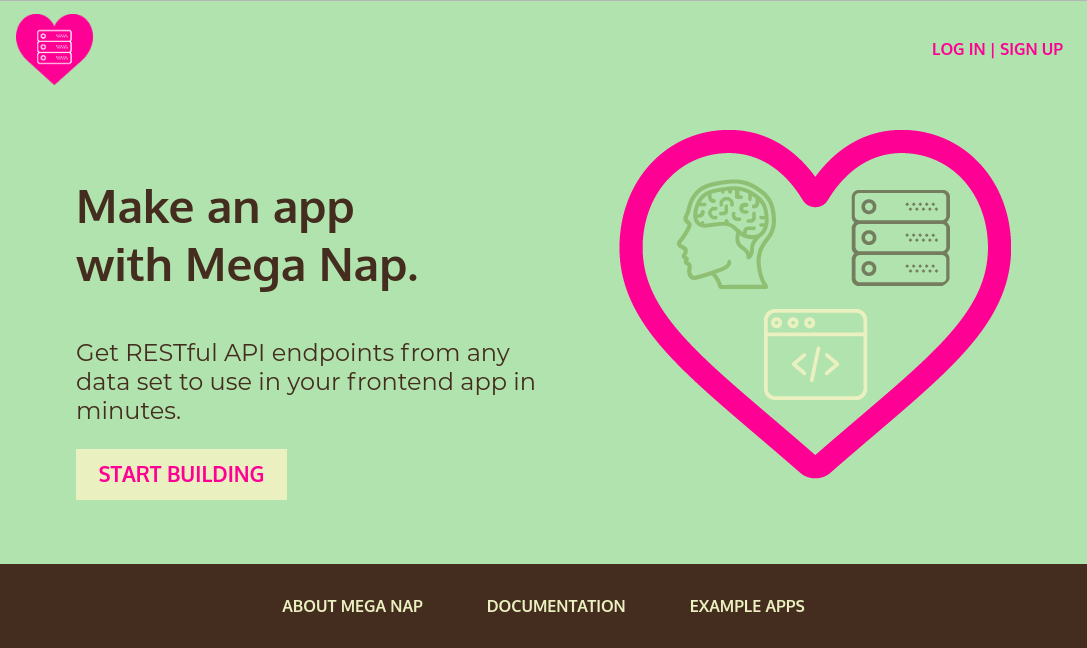 LOG IN | SIGN UP
Make an app
with Mega Nap.
Get RESTful API endpoints from any
data set to use in your frontend app in
minutes.
START BUILDING
</>
ABOUT MEGA NAP
DOCUMENTATION
EXAMPLE APPS